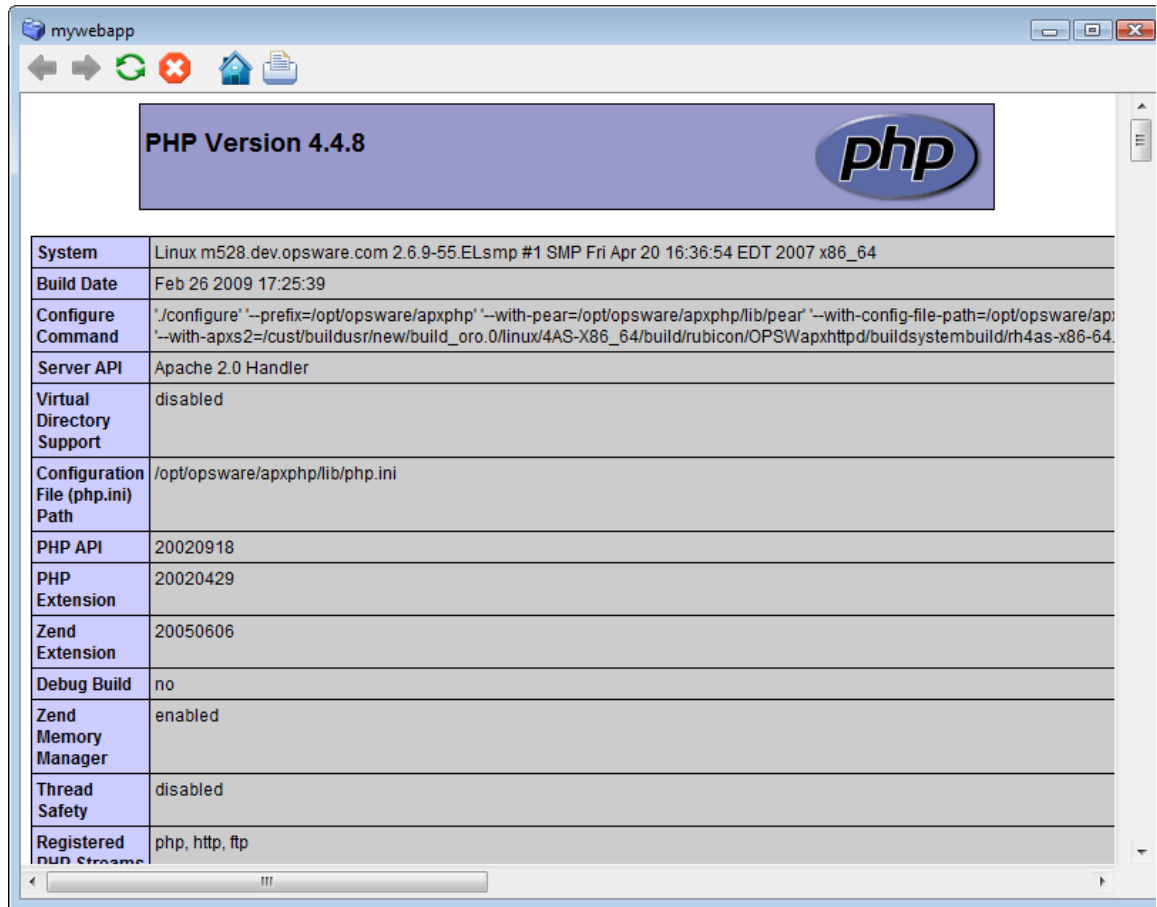 mywebapp
PHP Version 4.4.8
php
System Linux m528.dev.opsware.com 2.6.9-55.ELsmp #1 SMP Fri Apr 20 16:36:54 EDT 2007 x86_64
Build Date Feb 26 2009 17:25:39
Configure './configure' '--prefix=/opt/opsware/apxphp' '--with-pear=/opt/opsware/apxphp/lib/pear' '--with-config-file-path=/opt/opsware/apx
Command '--with-apxs2=/cust/buildusr/new/build_oro.0/linux/4AS-X86_64/build/rubicon/OPSWapxhttpd/buildsystembuild/rh4as-x86-64.
Server API Apache 2.0 Handler
Virtual disabled
Directory
Support
Configuration /opt/opsware/apxphp/lib/php.ini
File (php.ini)
Path
PHP API 20020918
PHP 20020429
Extension
Zend 20050606
Extension
Debug Build no
Zend enabled
Memory
Manager
Thread disabled
Safety
Registered php, http, ftp
PHP Streams